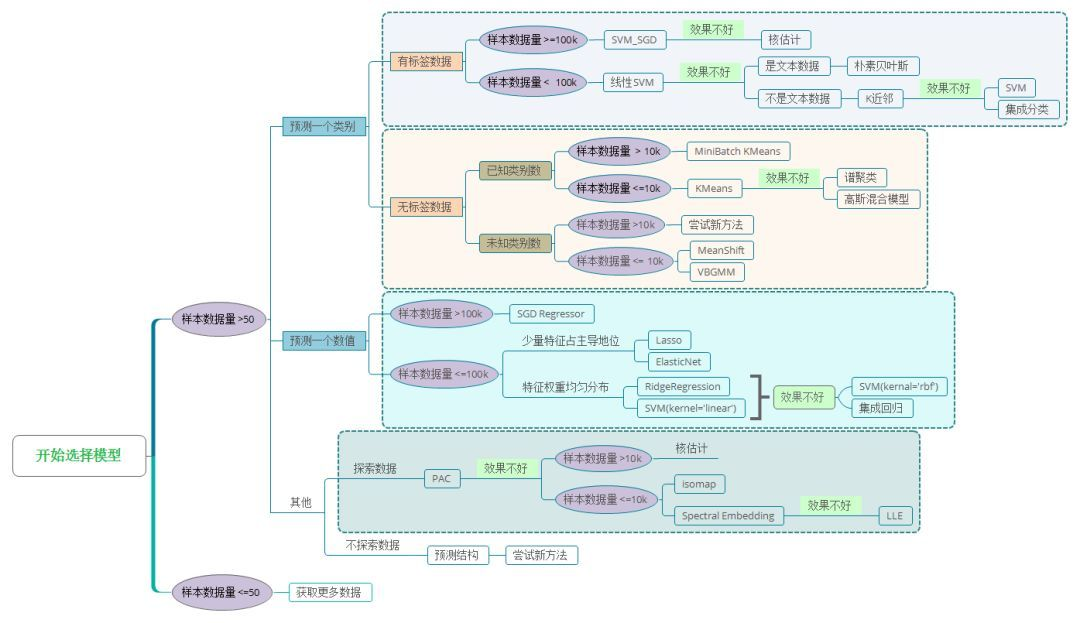 开始选择模型
样本数据量 >50
预测一个类别
有标签数据
样本数据量 >=100k
SVM_SGD
效果不好
核估计
样本数据量 < 100k
线性SVM
效果不好
是文本数据
朴素贝叶斯
不是文本数据
K近邻
效果不好
SVM
集成分类
无标签数据
已知类别数
样本数据量 > 10k
MiniBatch KMeans
样本数据量 <=10k
KMeans
效果不好
谱聚类
高斯混合模型
未知类别数
样本数据量 >10k
尝试新方法
样本数据量 <= 10k
MeanShift
VBGMM
预测一个数值
样本数据量 >100k
SGD Regressor
样本数据量 <=100k
少量特征占主导地位
Lasso
ElasticNet
特征权重均匀分布
RidgeRegression
SVM(kernel='linear')
效果不好
SVM(kernal='rbf')
集成回归
其他
探索数据
PAC
效果不好
样本数据量 >10k
核估计
样本数据量 <=10k
isomap
Spectral Embedding
效果不好
LLE
不探索数据
预测结构
尝试新方法
样本数据量 <=50
获取更多数据